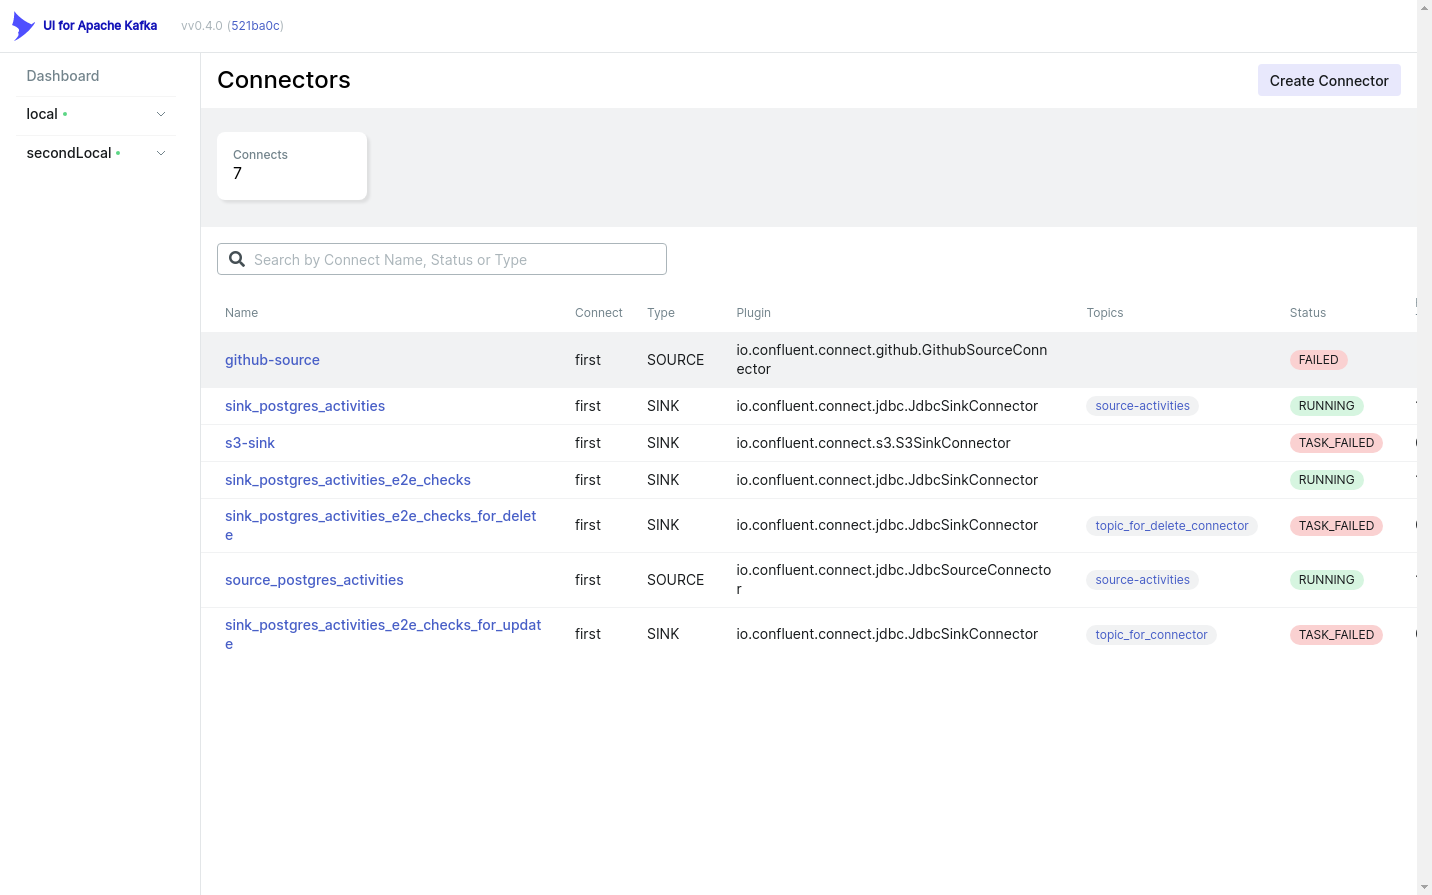 UI for Apache Kafka vv0.4.0 (521ba0c)
Dashboard
local
secondLocal
Connectors
Create Connector
Connects
7
Search by Connect Name, Status or Type
Name Connect Type Plugin Topics Status
github-source first SOURCE io.confluent.connect.github.GithubSourceConn
ector FAILED
sink_postgres_activities first SINK io.confluent.connect.jdbc.JdbcSinkConnector source-activities RUNNING
s3-sink first SINK io.confluent.connect.s3.S3SinkConnector TASK_FAILED
sink_postgres_activities_e2e_checks first SINK io.confluent.connect.jdbc.JdbcSinkConnector RUNNING
sink_postgres_activities_e2e_checks_for_delet
e first SINK io.confluent.connect.jdbc.JdbcSinkConnector topic_for_delete_connector TASK_FAILED
source_postgres_activities first SOURCE io.confluent.connect.jdbc.JdbcSourceConnecto
r source-activities RUNNING
sink_postgres_activities_e2e_checks_for_updat
e first SINK io.confluent.connect.jdbc.JdbcSinkConnector topic_for_connector TASK_FAILED